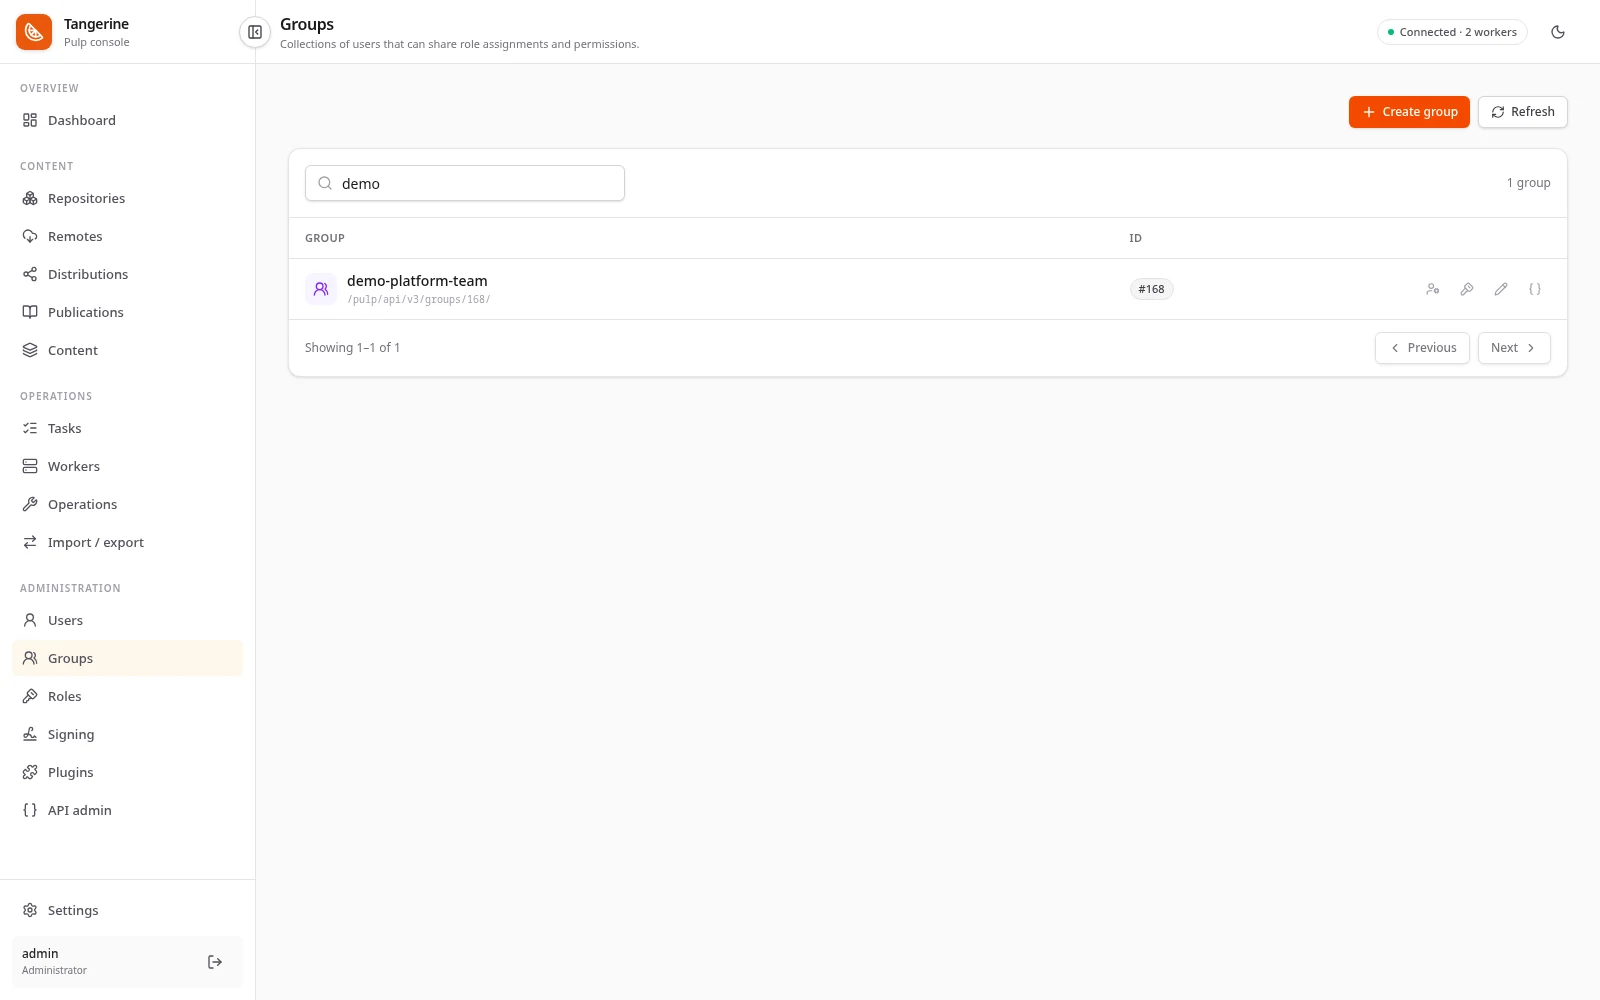 Tangerine
Pulp console
Groups
Collections of users that can share role assignments and permissions.
Connected · 2 workers
OVERVIEW
Dashboard
CONTENT
Repositories
Remotes
Distributions
Publications
Content
OPERATIONS
Tasks
Workers
Operations
Import / export
ADMINISTRATION
Users
Groups
Roles
Signing
Plugins
API admin
Settings
admin
Administrator
Create group
Refresh
demo
1 group
GROUP
ID
demo-platform-team
/pulp/api/v3/groups/168/
#168
Showing 1–1 of 1
Previous
Next